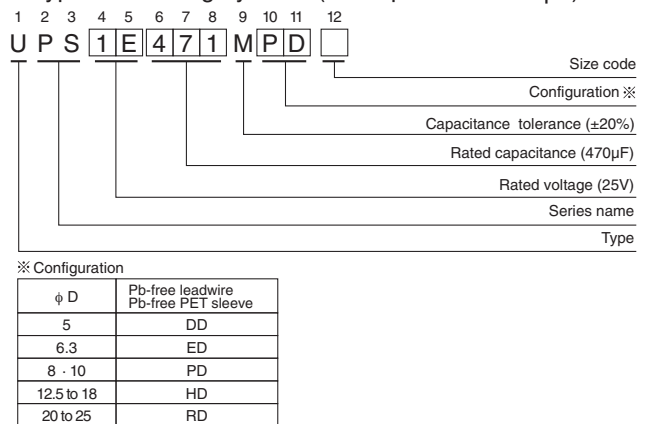 1 2 3 4 5 6 7 8 9 10 11 12
U P S 1 E 4 7 1 M P D
Size code
Configuration ※
Capacitance tolerance (±20%)
Rated capacitance (470µF)
Rated voltage (25V)
Series name
Type
※ Configuration
ϕ D Pb-free leadwire
Pb-free PET sleeve
5 DD
6.3 ED
8 · 10 PD
12.5 to 18 HD
20 to 25 RD